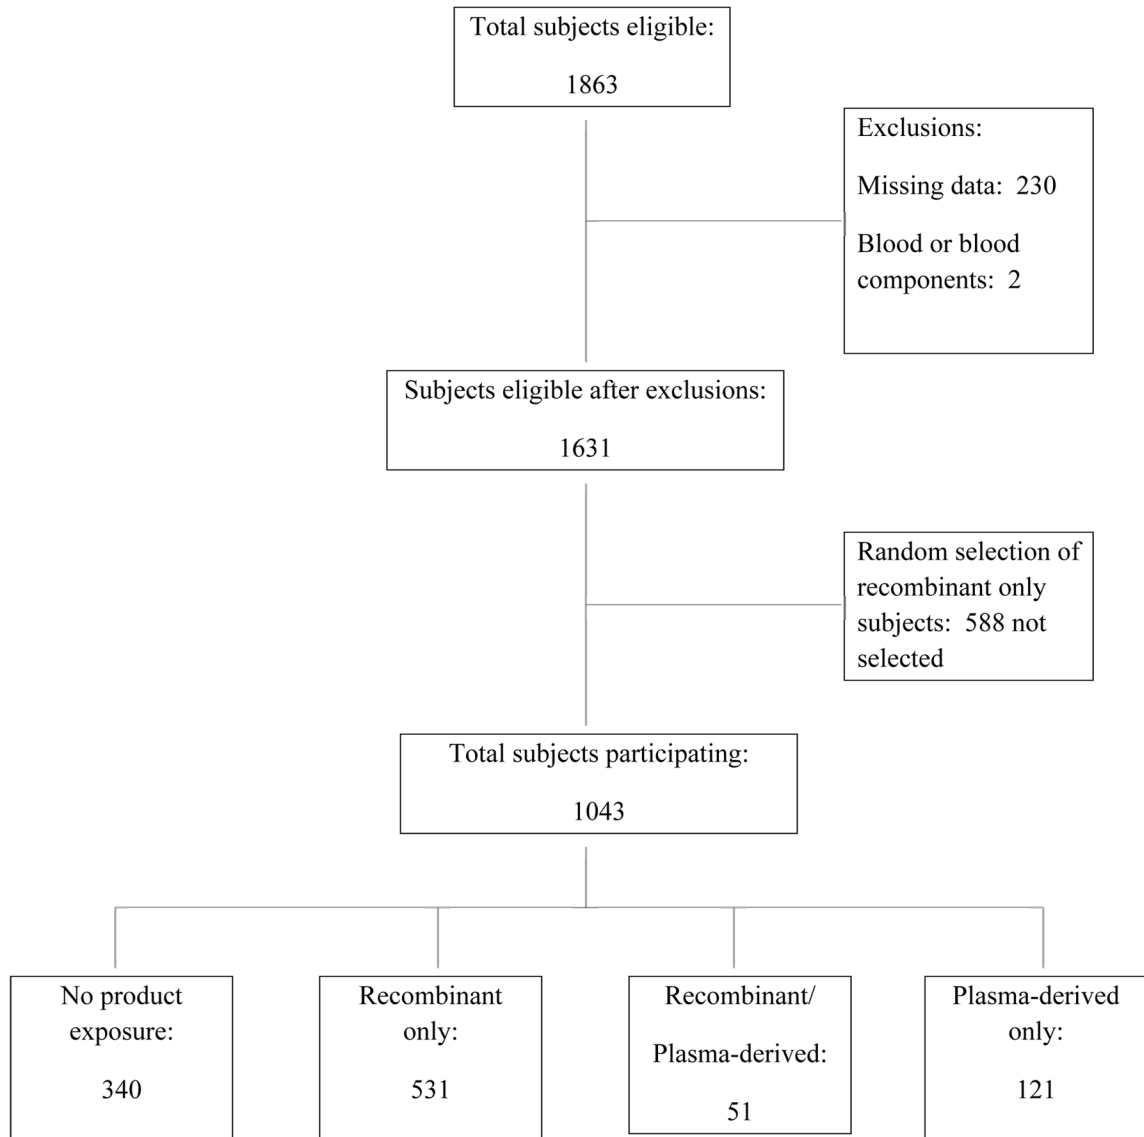 Total subjects eligible:
1863
Exclusions:
Missing data:  230
Blood or blood
components:  2
Subjects eligible after exclusions:
1631
Random selection of
recombinant only
subjects:  588 not
selected
Total subjects participating:
1043
No product
exposure:
340
Recombinant
only:
531
Recombinant/
Plasma-derived:
51
Plasma-derived
only:
121